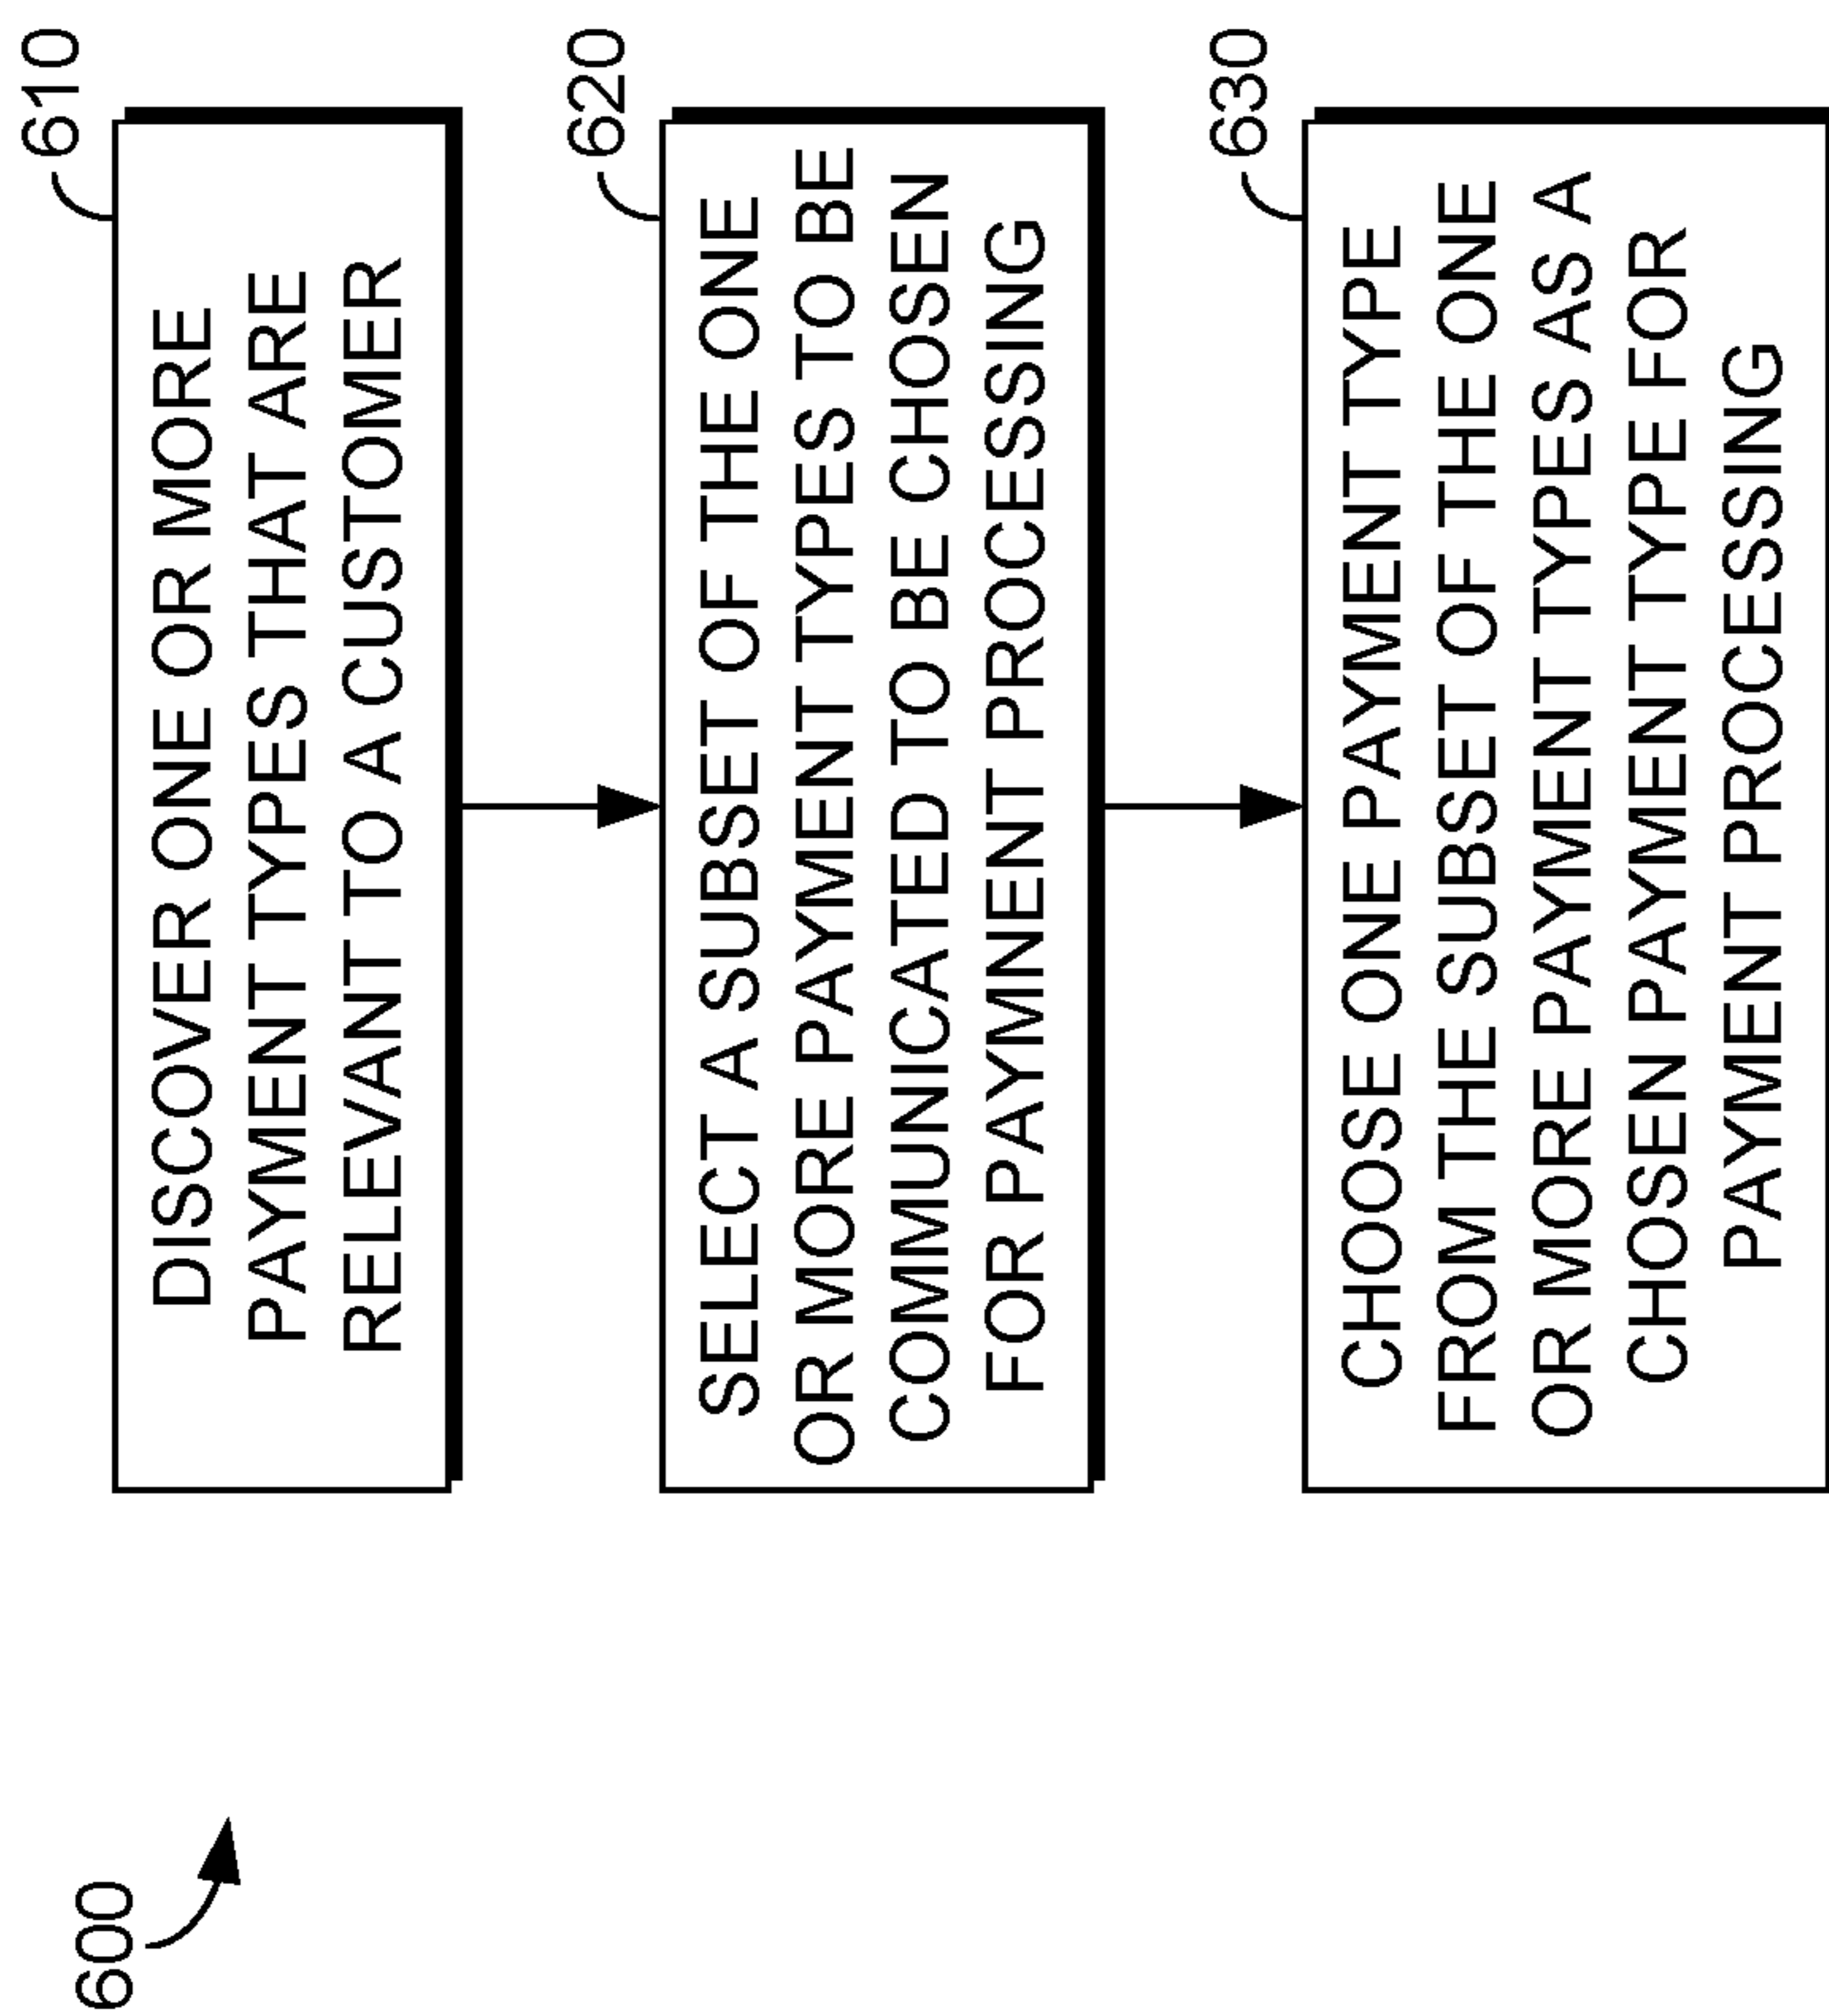 600
610
DISCOVER ONE OR MORE
PAYMENT TYPES THAT ARE
RELEVANT TO A CUSTOMER
620
SELECT A SUBSET OF THE ONE
OR MORE PAYMENT TYPES TO BE
COMMUNICATED TO BE CHOSEN
FOR PAYMENT PROCESSING
630
CHOOSE ONE PAYMENT TYPE
FROM THE SUBSET OF THE ONE
OR MORE PAYMENT TYPES AS A
CHOSEN PAYMENT TYPE FOR
PAYMENT PROCESSING